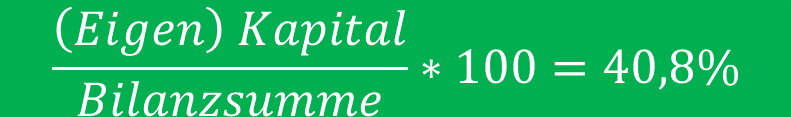 (Eigen) Kapital
Bilanzsumme
* 100 = 40,8%